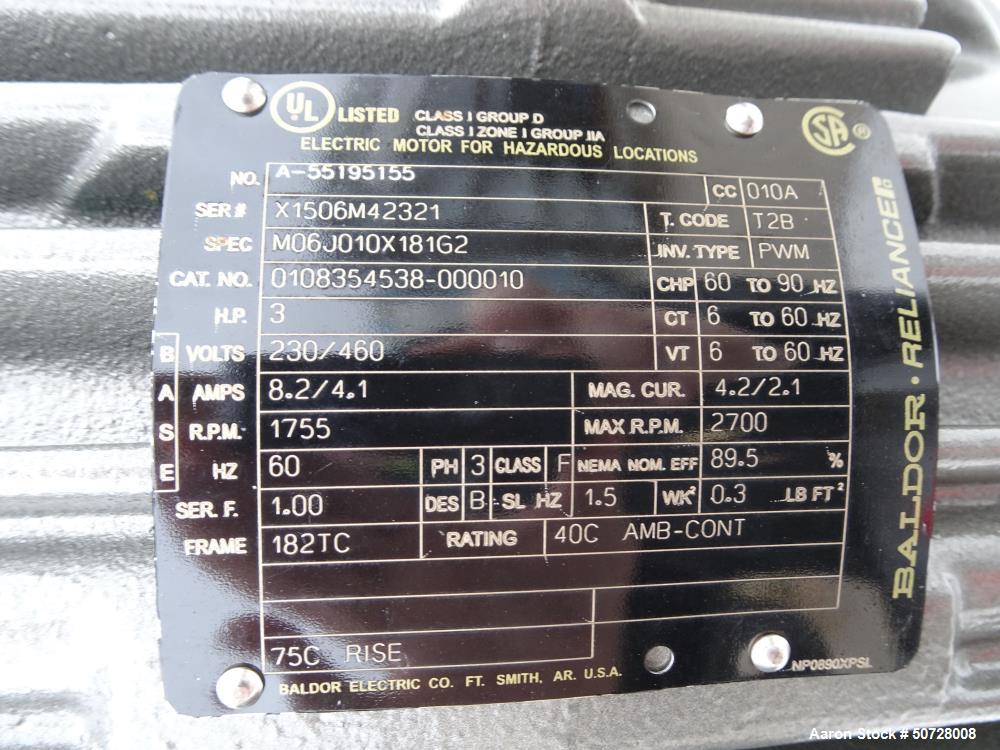 UL LISTED CLASS I GROUP D
CLASS I ZONE I GROUP IIA
ELECTRIC MOTOR FOR HAZARDOUS LOCATIONS
SA ®
NO. A-55195155 CC 010A
SER# X1506M42321 T. CODE T2B
SPEC M06J010X181G2 INV. TYPE PWM
CAT. NO. 0108354538-000010 CHP 60 TO 90 HZ
H.P. 3 CT 6 TO 60 HZ
BASE VOLTS 230/460 VT 6 TO 60 HZ
AMPS 8.2/4.1 MAG. CUR. 4.2/2.1
R.P.M. 1755 MAX R.P.M. 2700
HZ 60 PH 3 CLASS F NEMA NOM. EFF 89.5 %
SER. F. 1.00 DES B SL HZ 1.5 WK² 0.3 LB FT²
FRAME 182TC RATING 40C AMB-CONT
75C RISE
BALDOR ELECTRIC CO. FT. SMITH, AR. U.S.A.
NP0890XPSL
BALDOR · RELIANCER
Aaron Stock # 50728008